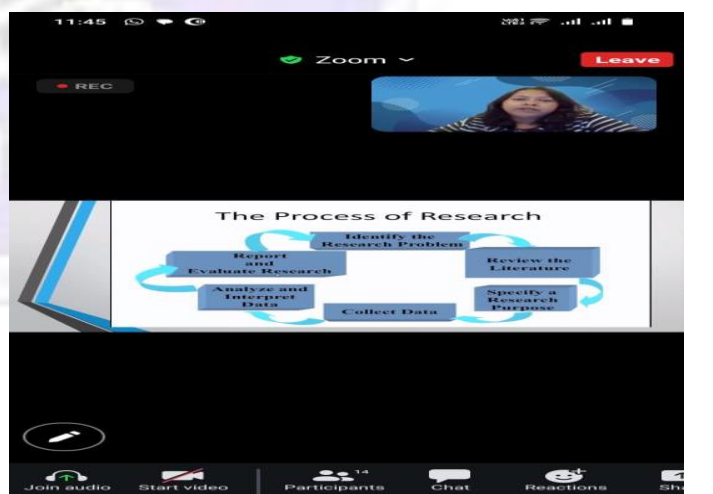 11:45
Zoom
Leave
REC
The Process of Research
Identify the
Research Problem
Review the
Literature
Specify a
Research
Purpose
Collect Data
Analyze and
Interpret
Data
Report
and
Evaluate Research
14
Join audio
Start video
Participants
Chat
Reactions
Sh